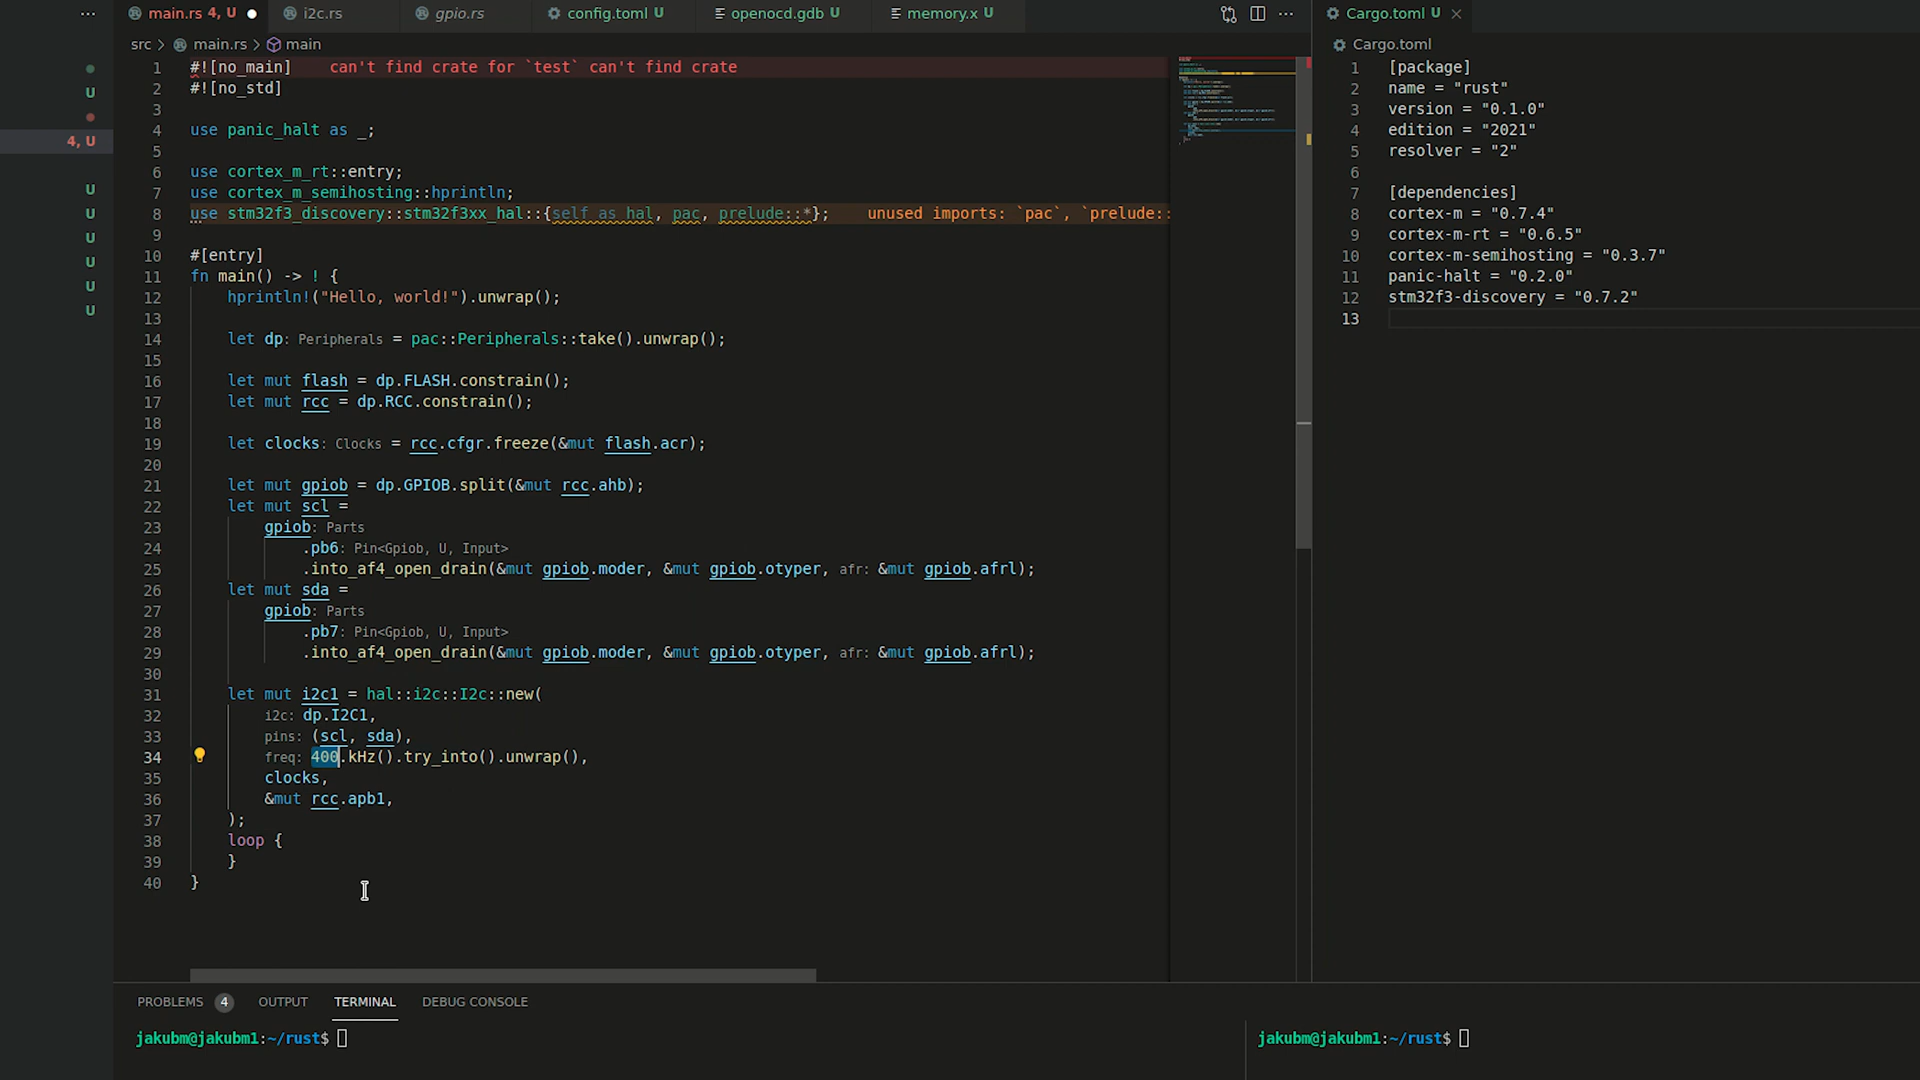 main.rs 4, U
i2c.rs
gpio.rs
config.toml U
openocd.gdb U
memory.x U
Cargo.toml U
src > main.rs > main
Cargo.toml
U
4, U
U
U
U
U
U
U
1 #![no_main] can't find crate for `test` can't find crate
2 #![no_std]
3
4 use panic_halt as _;
5
6 use cortex_m_rt::entry;
7 use cortex_m_semihosting::hprintln;
8 use stm32f3_discovery::stm32f3xx_hal::{self as hal, pac, prelude::*}; unused imports: `pac`, `prelude::
9
10 #[entry]
11 fn main() -> ! {
12 hprintln!("Hello, world!").unwrap();
13
14 let dp: Peripherals = pac::Peripherals::take().unwrap();
15
16 let mut flash = dp.FLASH.constrain();
17 let mut rcc = dp.RCC.constrain();
18
19 let clocks: Clocks = rcc.cfgr.freeze(&mut flash.acr);
20
21 let mut gpiob = dp.GPIOB.split(&mut rcc.ahb);
22 let mut scl =
23 gpiob: Parts
24 .pb6: Pin<Gpiob, U, Input>
25 .into_af4_open_drain(&mut gpiob.moder, &mut gpiob.otyper, afr: &mut gpiob.afrl);
26 let mut sda =
27 gpiob: Parts
28 .pb7: Pin<Gpiob, U, Input>
29 .into_af4_open_drain(&mut gpiob.moder, &mut gpiob.otyper, afr: &mut gpiob.afrl);
30
31 let mut i2c1 = hal::i2c::I2c::new(
32 i2c: dp.I2C1,
33 pins: (scl, sda),
34 freq: 400.kHz().try_into().unwrap(),
35 clocks,
36 &mut rcc.apb1,
37 );
38 loop {
39 }
40 }
1 [package]
2 name = "rust"
3 version = "0.1.0"
4 edition = "2021"
5 resolver = "2"
6
7 [dependencies]
8 cortex-m = "0.7.4"
9 cortex-m-rt = "0.6.5"
10 cortex-m-semihosting = "0.3.7"
11 panic-halt = "0.2.0"
12 stm32f3-discovery = "0.7.2"
13
PROBLEMS 4 OUTPUT TERMINAL DEBUG CONSOLE
jakubm@jakubm1:~/rust$
jakubm@jakubm1:~/rust$